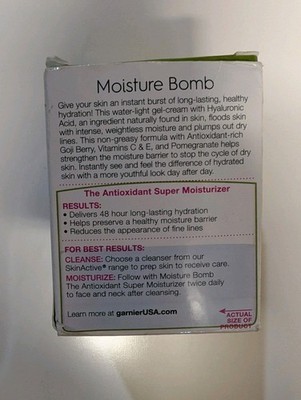 Moisture Bomb
Give your skin an instant burst of long-lasting, healthy
hydration! This water-light gel-cream with Hyaluronic
Acid, an ingredient naturally found in skin, floods skin
with intense, weightless moisture and plumps out dry
lines. This non-greasy formula with Antioxidant-rich
Goji Berry, Vitamins C & E, and Pomegranate helps
strengthen the moisture barrier to stop the cycle of dry
skin. Instantly see and feel the difference of hydrated
skin with a more youthful look day after day.
The Antioxidant Super Moisturizer
RESULTS:
• Delivers 48 hour long-lasting hydration
• Helps preserve a healthy moisture barrier
• Reduces the appearance of fine lines
FOR BEST RESULTS:
CLEANSE: Choose a cleanser from our
SkinActive® range to prep skin to receive care.
MOISTURIZE: Follow with Moisture Bomb
The Antioxidant Super Moisturizer twice daily
to face and neck after cleansing.
Learn more at garnierUSA.com
ACTUAL
SIZE OF
PRODUCT